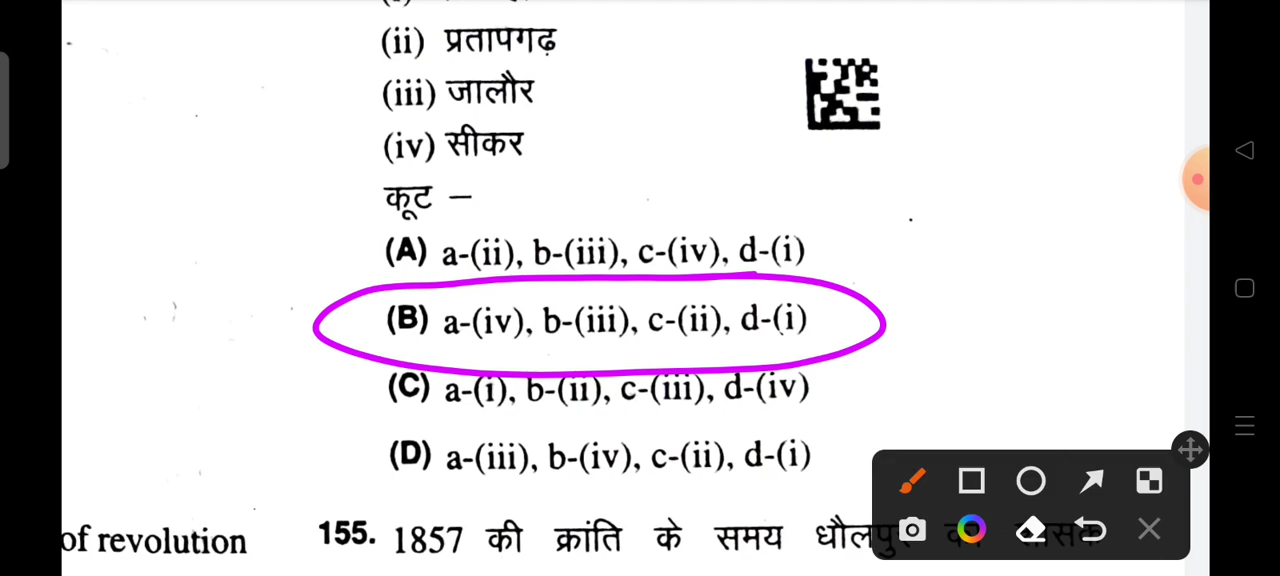 (ii) प्रतापगढ़
(iii) जालौर
(iv) सीकर
कूट –
(A) a-(ii), b-(iii), c-(iv), d-(i)
(B) a-(iv), b-(iii), c-(ii), d-(i)
(C) a-(i), b-(ii), c-(iii), d-(iv)
(D) a-(iii), b-(iv), c-(ii), d-(i)
of revolution
155. 1857 की क्रांति के समय धौलपुर का शासक